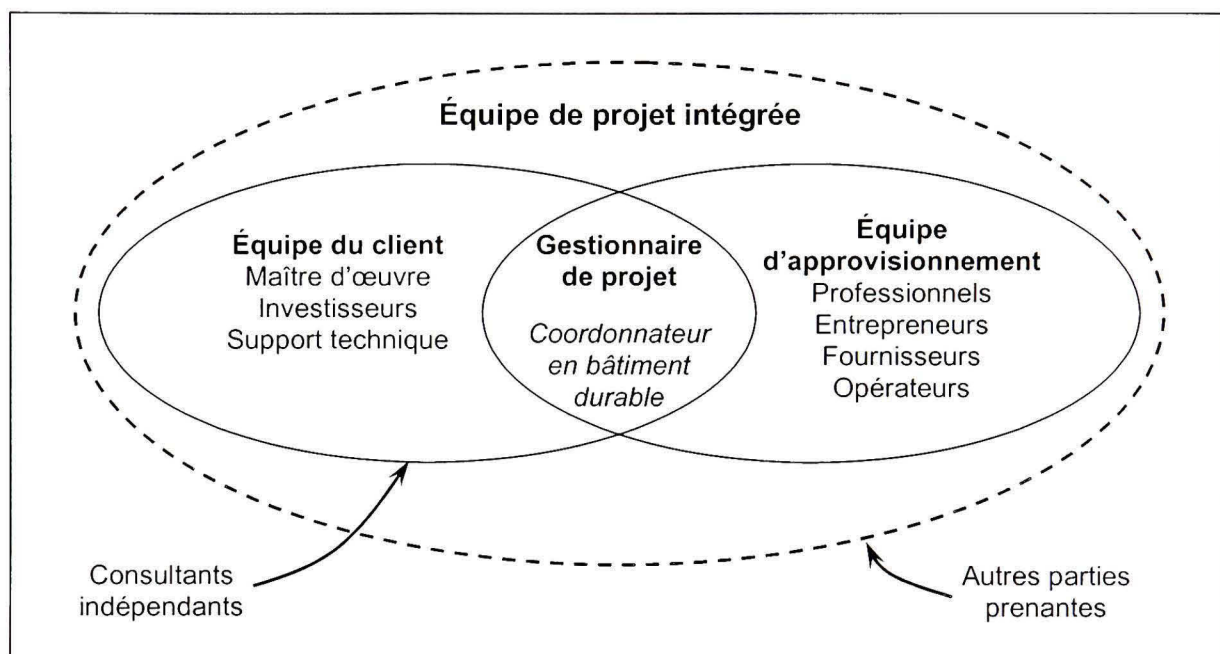 Équipe de projet intégrée
Équipe du client
Maître d'œuvre
Investisseurs
Support technique
Gestionnaire
de projet
Coordonnateur
en bâtiment
durable
Équipe
d'approvisionnement
Professionnels
Entrepreneurs
Fournisseurs
Opérateurs
Consultants
indépendants
Autres parties
prenantes